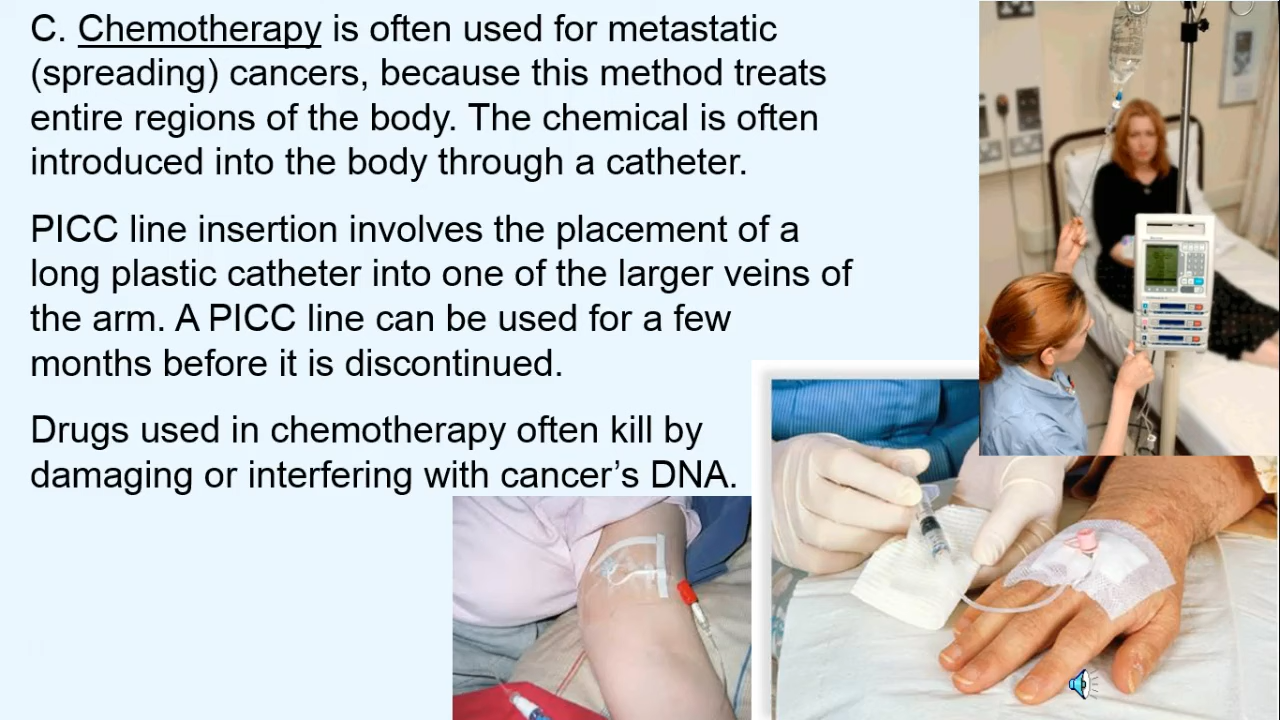 C. Chemotherapy is often used for metastatic
(spreading) cancers, because this method treats
entire regions of the body. The chemical is often
introduced into the body through a catheter.
PICC line insertion involves the placement of a
long plastic catheter into one of the larger veins of
the arm. A PICC line can be used for a few
months before it is discontinued.
Drugs used in chemotherapy often kill by
damaging or interfering with cancer’s DNA.